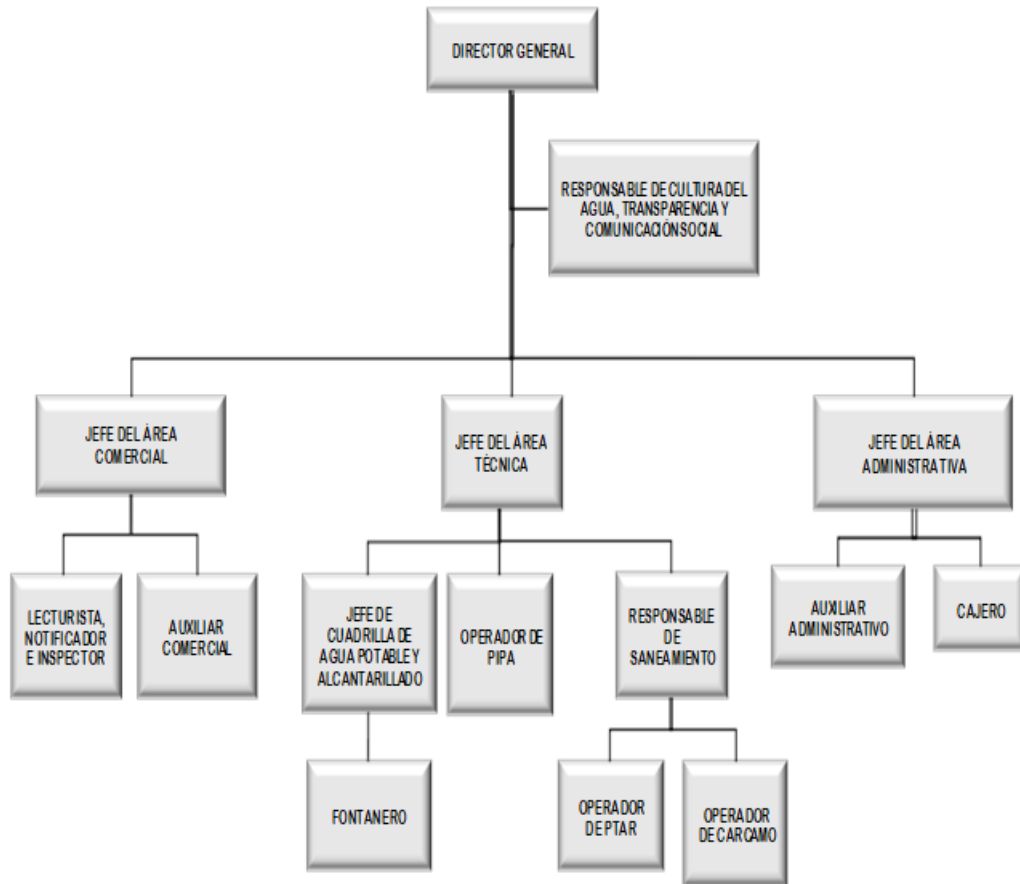 DIRECTOR GENERAL
RESPONSABLE DE CULTURA DEL
AGUA, TRANSPARENCIA Y
COMUNICACIÓN SOCIAL
JEFE DEL ÁREA
COMERCIAL
JEFE DEL ÁREA
TÉCNICA
JEFE DEL ÁREA
ADMINISTRATIVA
LECTURISTA,
NOTIFICADOR
E INSPECTOR
AUXILIAR
COMERCIAL
JEFE DE
CUADRILLA DE
AGUA POTABLE Y
ALCANTARILLADO
OPERADOR DE
PIPA
RESPONSABLE
DE
SANEAMIENTO
AUXILIAR
ADMINISTRATIVO
CAJERO
FONTANERO
OPERADOR
DE PTAR
OPERADOR
DE CARCAMO